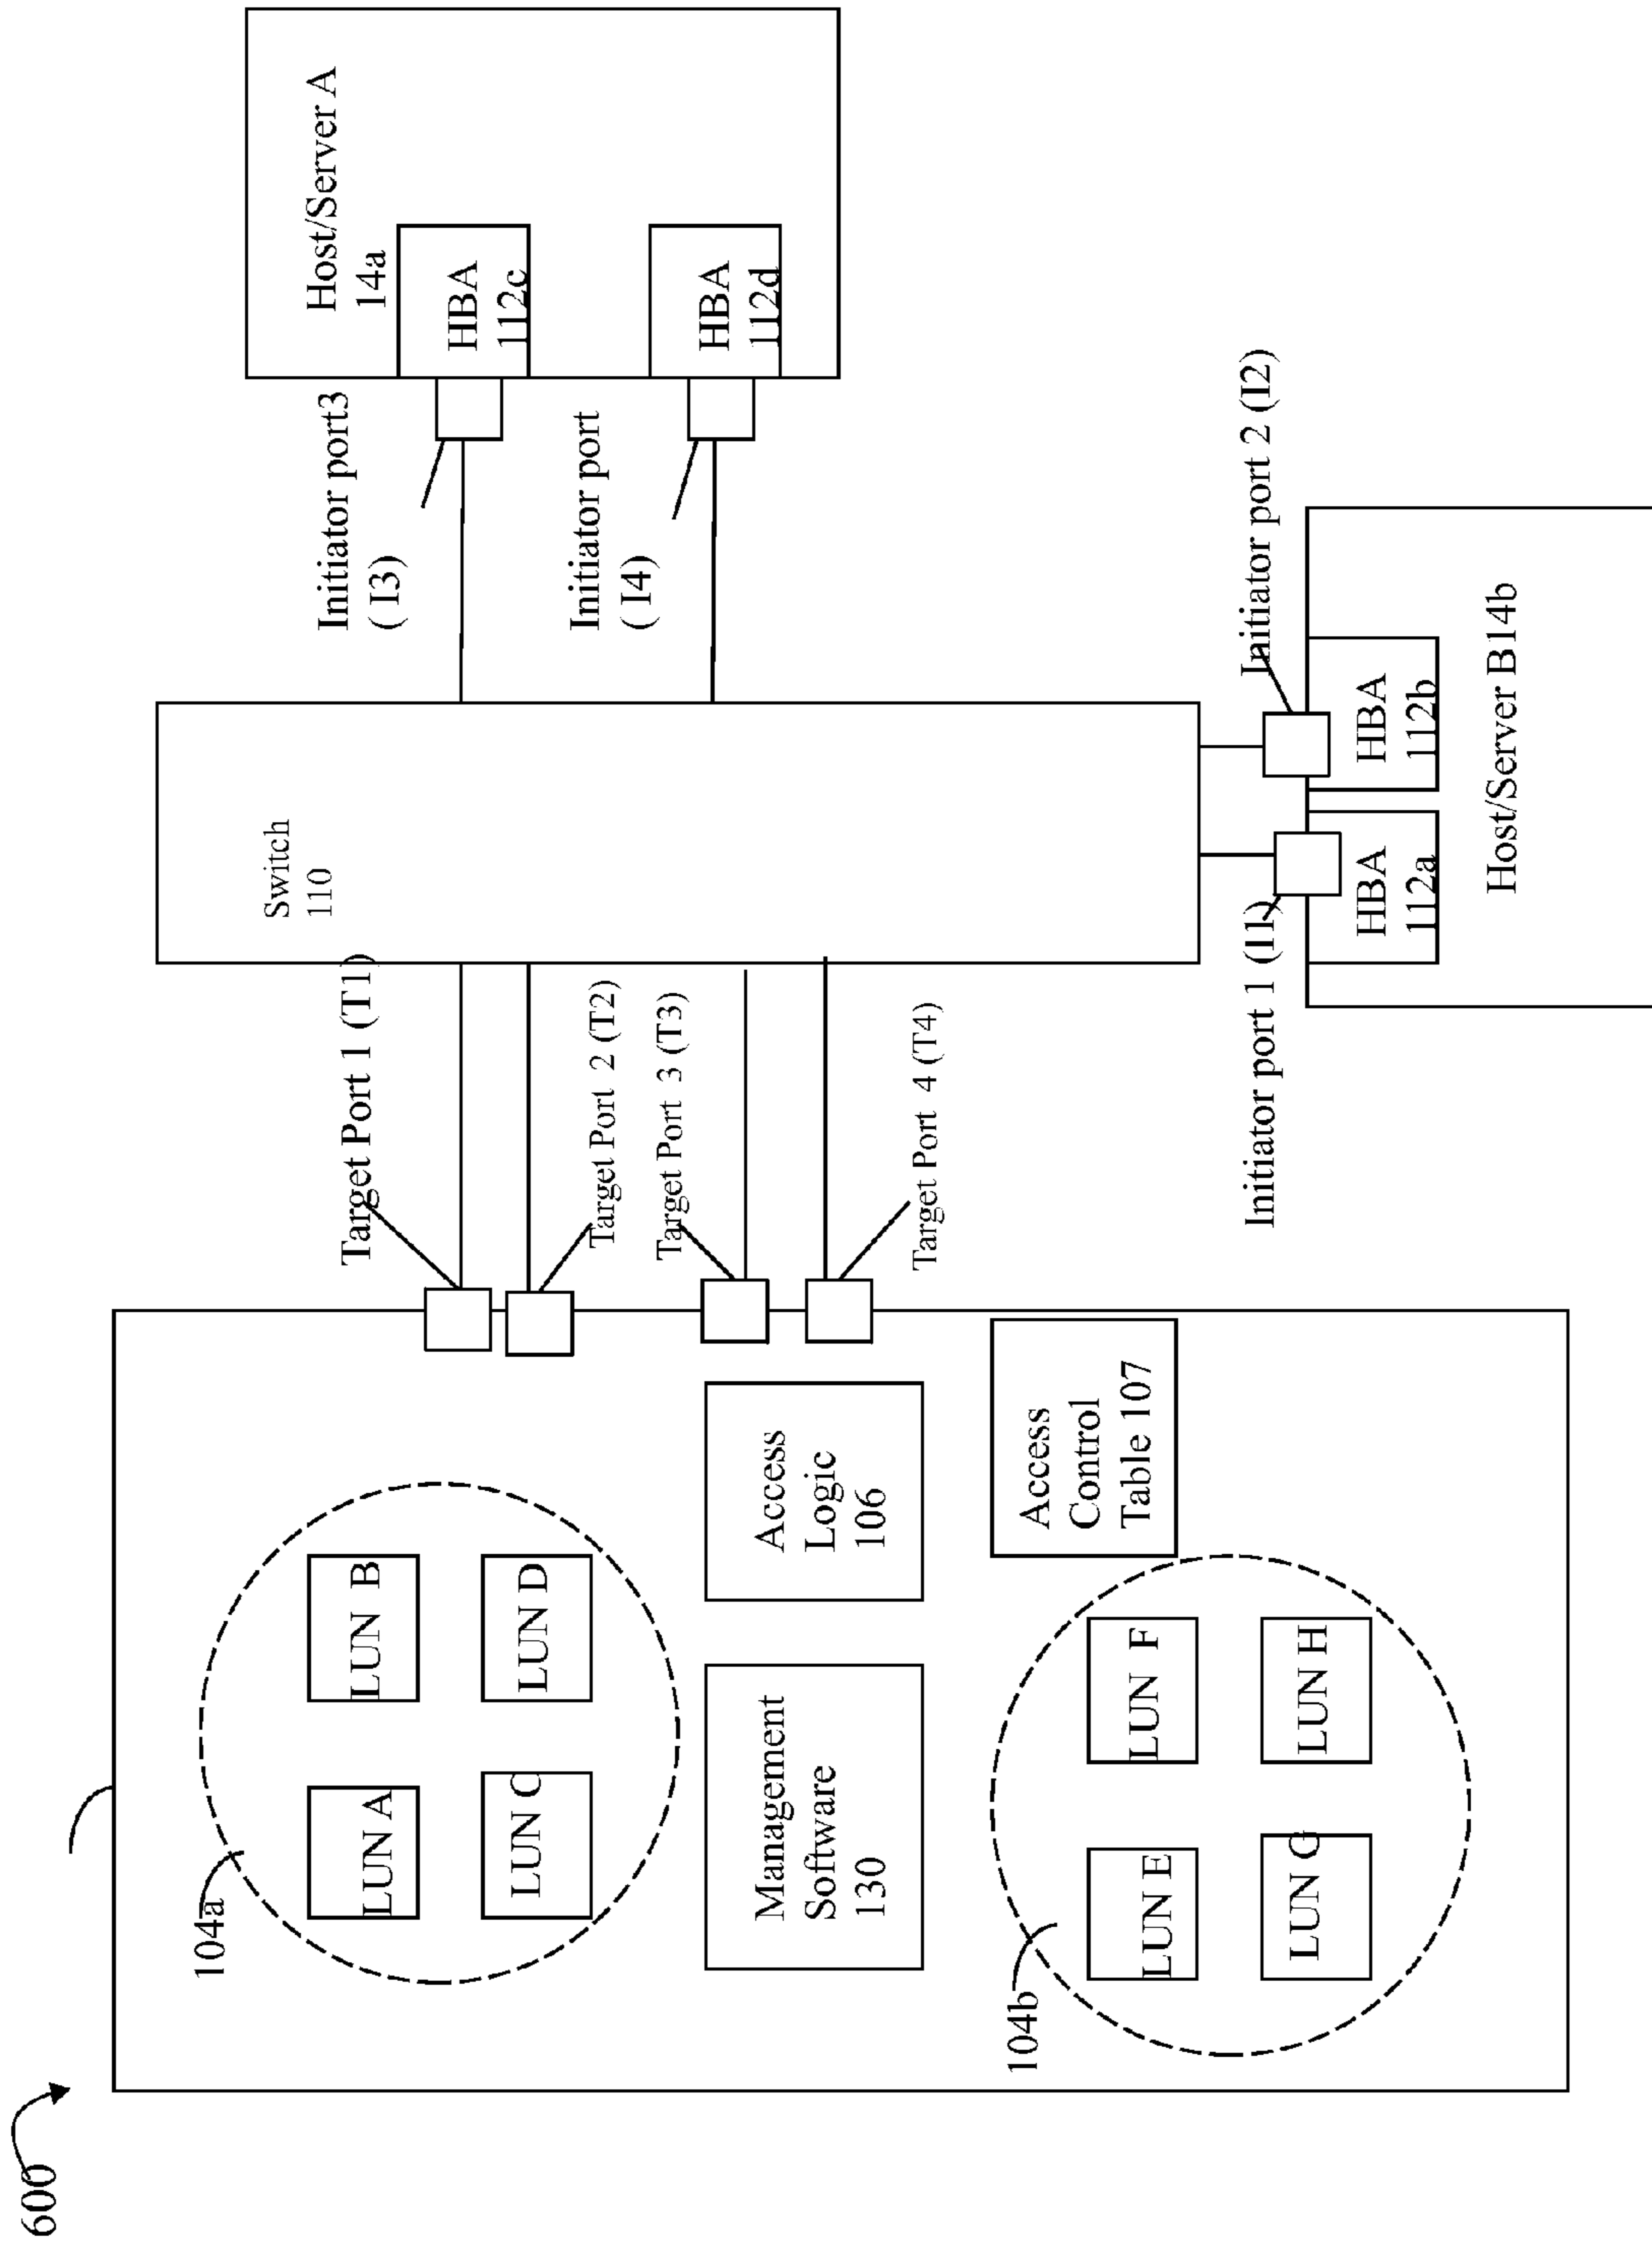 600
104a
LUN A
LUN B
LUN C
LUN D
Management
Software
130
Access
Logic
106
104b
LUN E
LUN F
LUN G
LUN H
Access
Control
Table 107
Target Port 1 (T1)
Target Port 2 (T2)
Target Port 3 (T3)
Target Port 4 (T4)
Switch
110
Initiator port3
( I3)
Initiator port
( I4)
Host/Server A
14a
HBA
112c
HBA
112d
Initiator port 1 (I1)
Initiator port 2 (I2)
HBA
112a
HBA
112b
Host/Server B14b